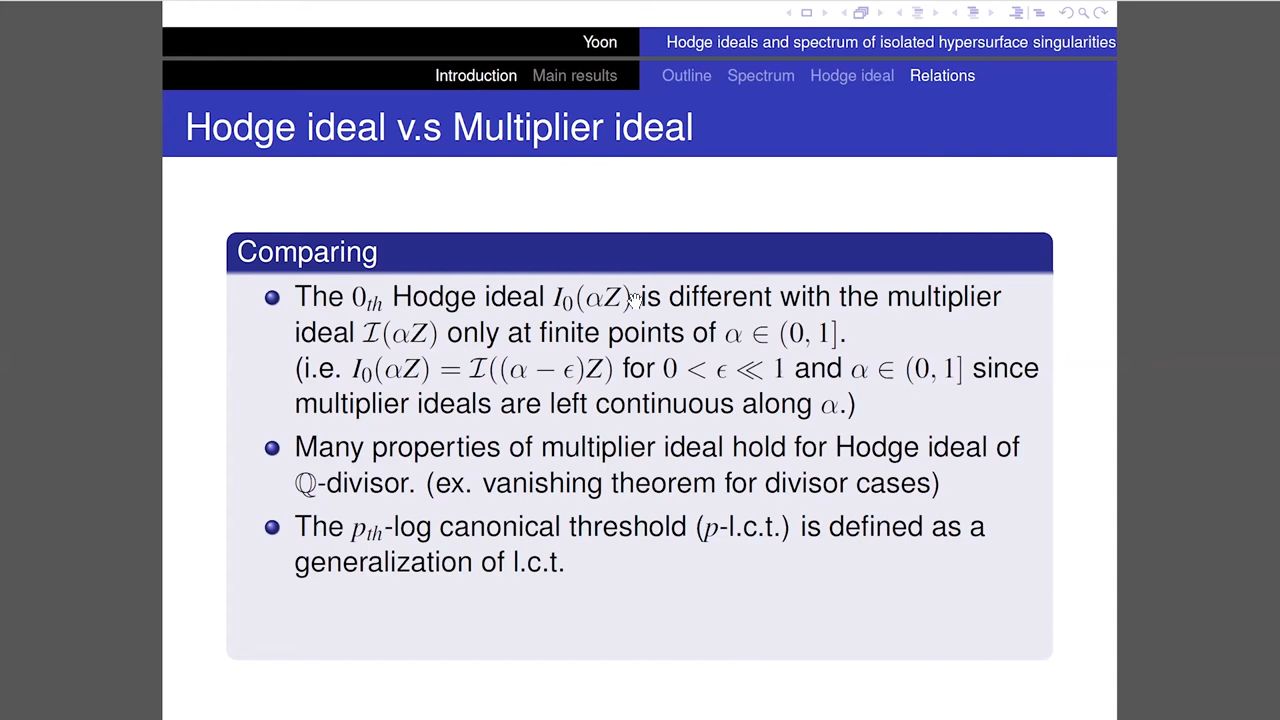 Yoon
Hodge ideals and spectrum of isolated hypersurface singularities
Introduction Main results
Outline Spectrum Hodge ideal Relations
Hodge ideal v.s Multiplier ideal
Comparing
The 0_{th} Hodge ideal I_0(αZ) is different with the multiplier
ideal 𝓘(αZ) only at finite points of α ∈ (0, 1].
(i.e. I_0(αZ) = 𝓘((α − ϵ)Z) for 0 < ϵ ≪ 1 and α ∈ (0, 1] since
multiplier ideals are left continuous along α.)
Many properties of multiplier ideal hold for Hodge ideal of
ℚ-divisor. (ex. vanishing theorem for divisor cases)
The p_{th}-log canonical threshold (p-l.c.t.) is defined as a
generalization of l.c.t.